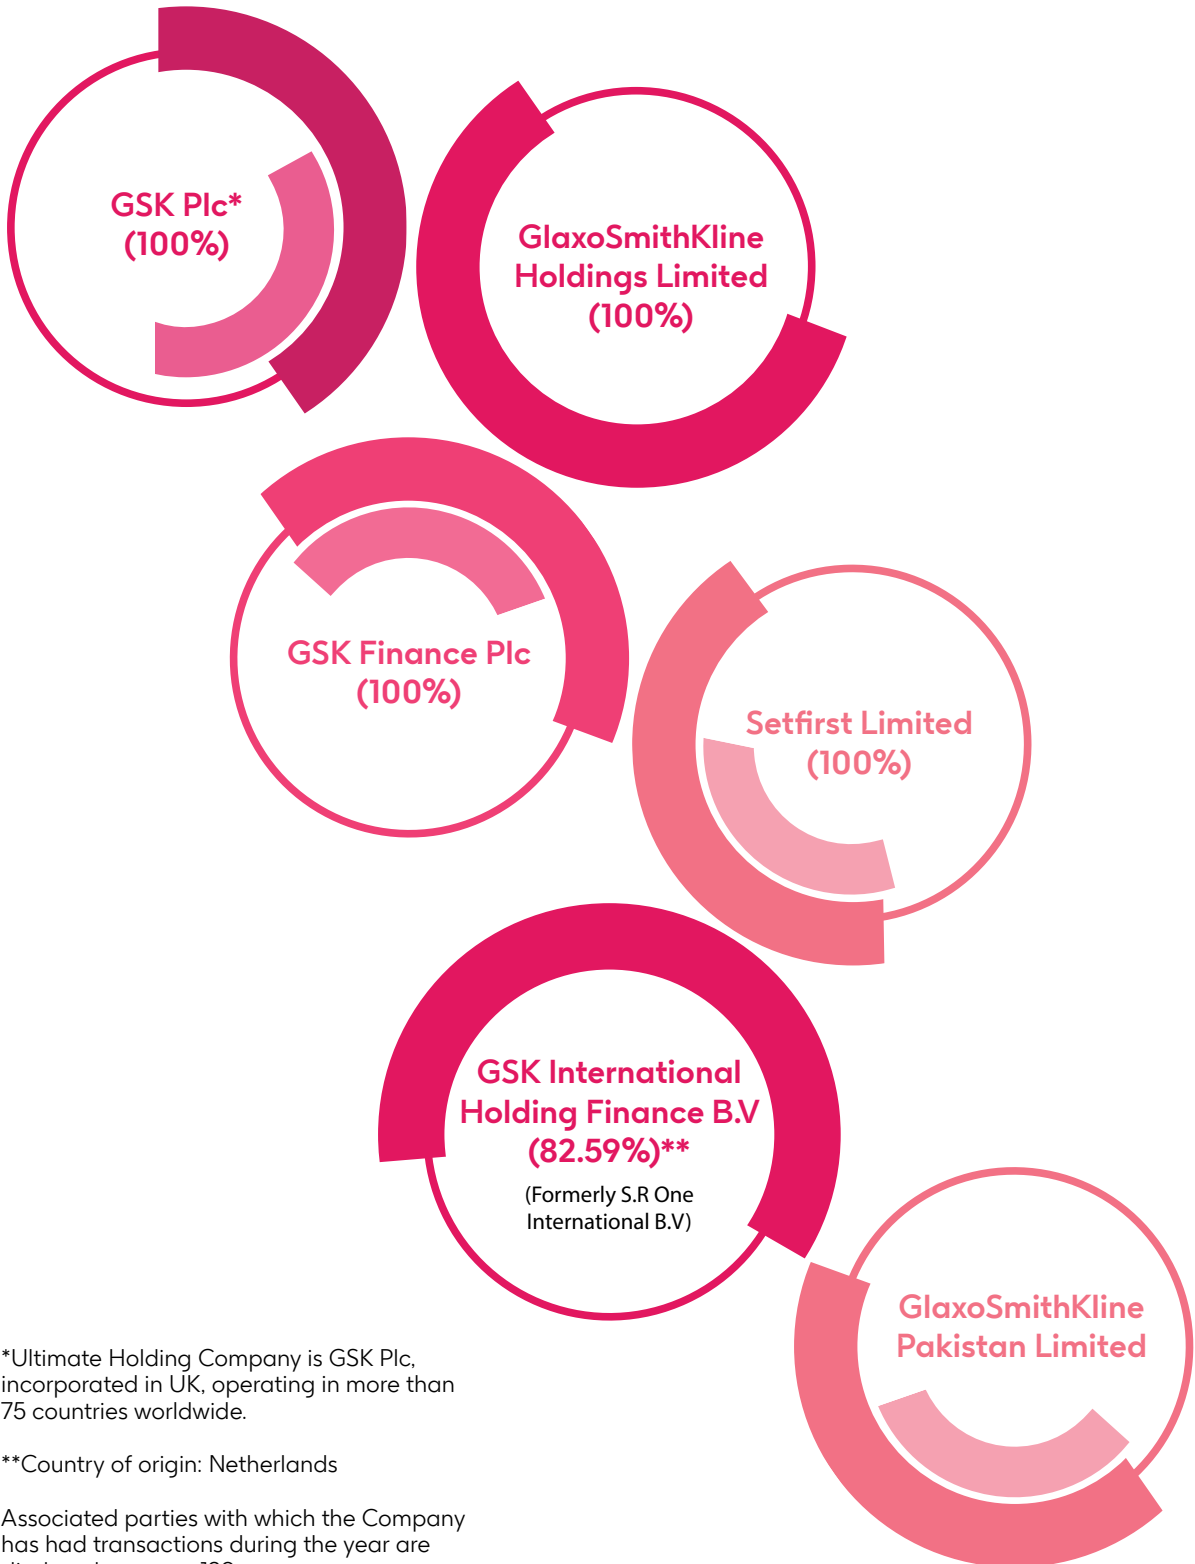 GSK Plc*
(100%)
GlaxoSmithKline
Holdings Limited
(100%)
GSK Finance Plc
(100%)
Setfirst Limited
(100%)
GSK International
Holding Finance B.V
(82.59%)**
(Formerly S.R One
International B.V)
GlaxoSmithKline
Pakistan Limited
*Ultimate Holding Company is GSK Plc,
incorporated in UK, operating in more than
75 countries worldwide.
**Country of origin: Netherlands
Associated parties with which the Company
has had transactions during the year are